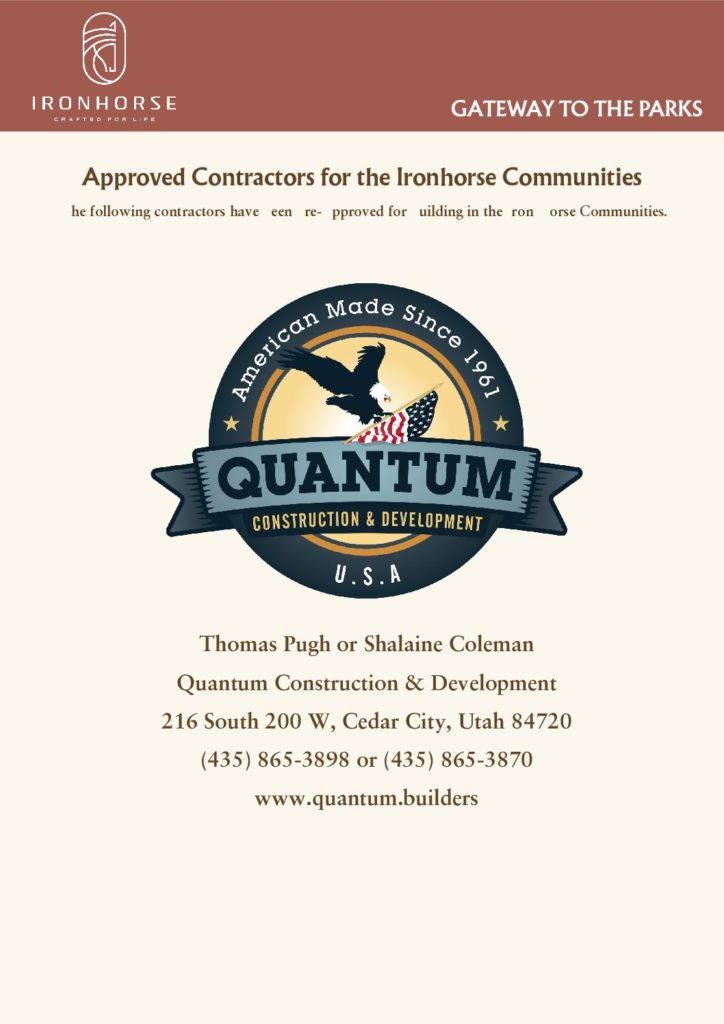 IRONHORSE
CRAFTED FOR LIFE
GATEWAY TO THE PARKS
Approved Contractors for the Ironhorse Communities
he following contractors have een re- pproved for uilding in the ron orse Communities.
American Made Since 1961
QUANTUM
CONSTRUCTION & DEVELOPMENT
U.S.A
Thomas Pugh or Shalaine Coleman
Quantum Construction & Development
216 South 200 W, Cedar City, Utah 84720
(435) 865-3898 or (435) 865-3870
www.quantum.builders